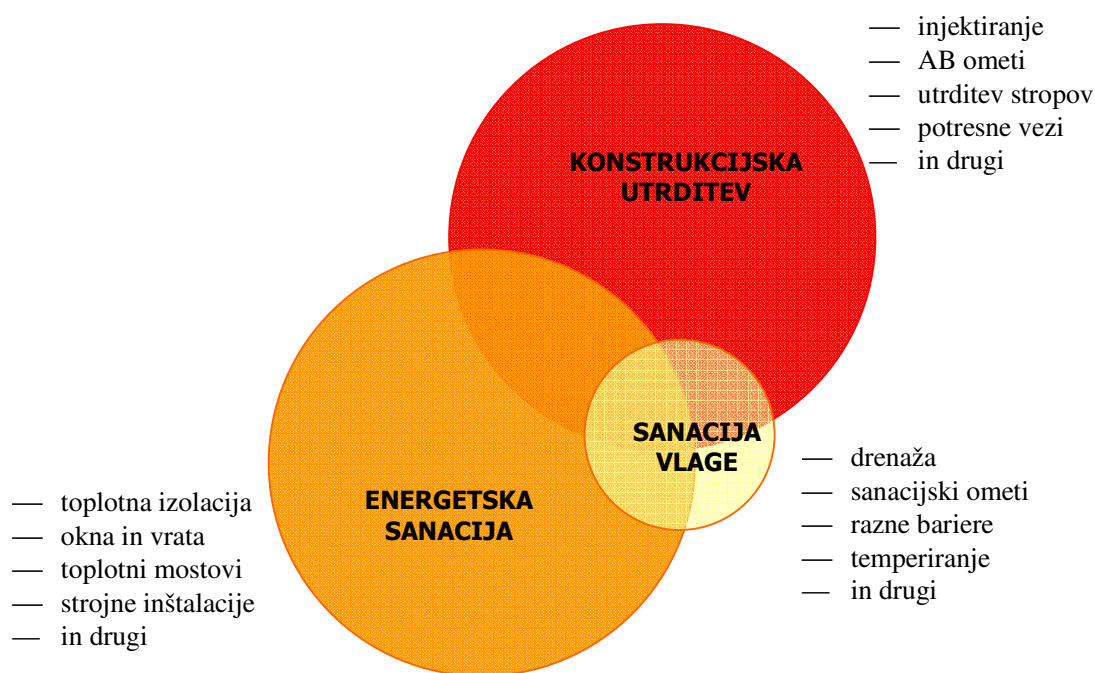 — injektiranje
— AB ometi
— utrditev stropov
— potresne vezi
— in drugi
KONSTRUKCIJSKA
UTRDITEV
SANACIJA
VLAGE
— drenaža
— sanacijski ometi
— razne bariere
— temperiranje
— in drugi
ENERGETSKA
SANACIJA
— toplotna izolacija
— okna in vrata
— toplotni mostovi
— strojne inštalacije
— in drugi